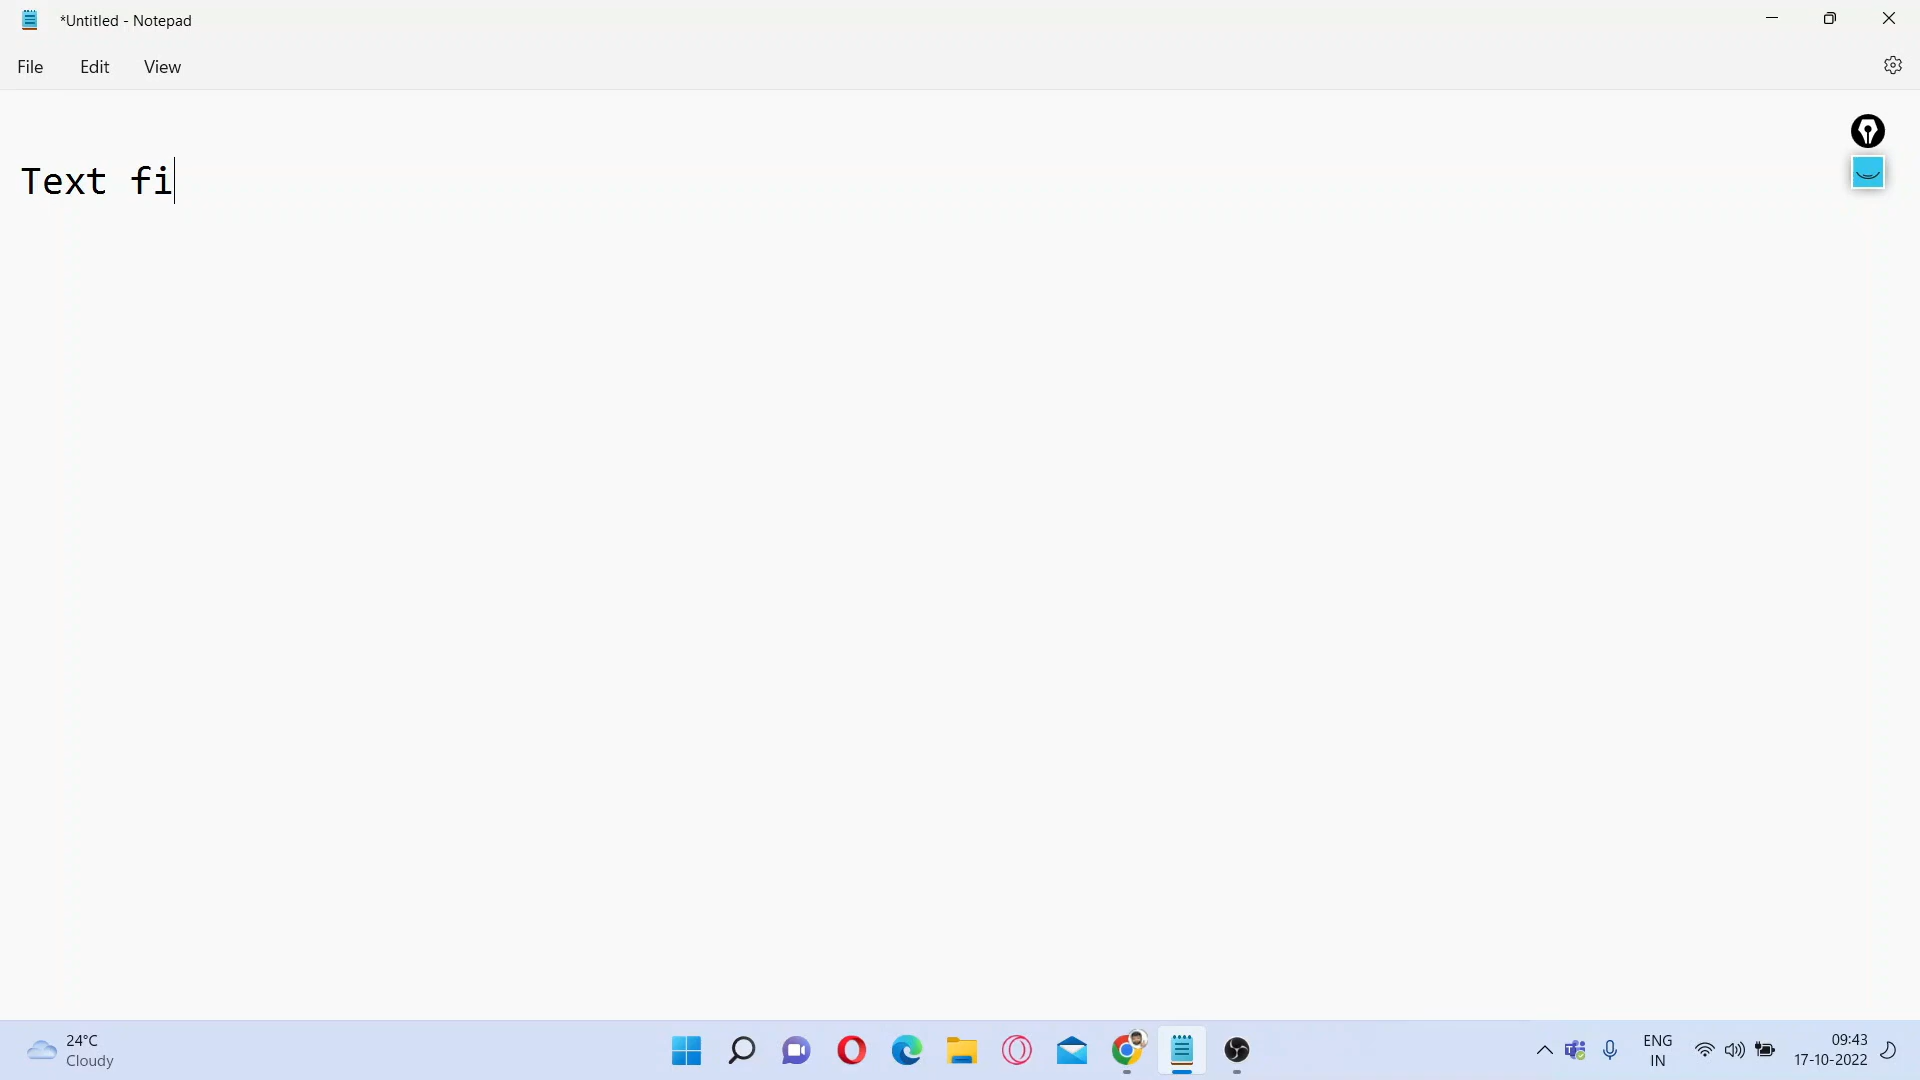 *Untitled - Notepad
File Edit View
Text fi
24°C
Cloudy
ENG
IN
09:43
17-10-2022